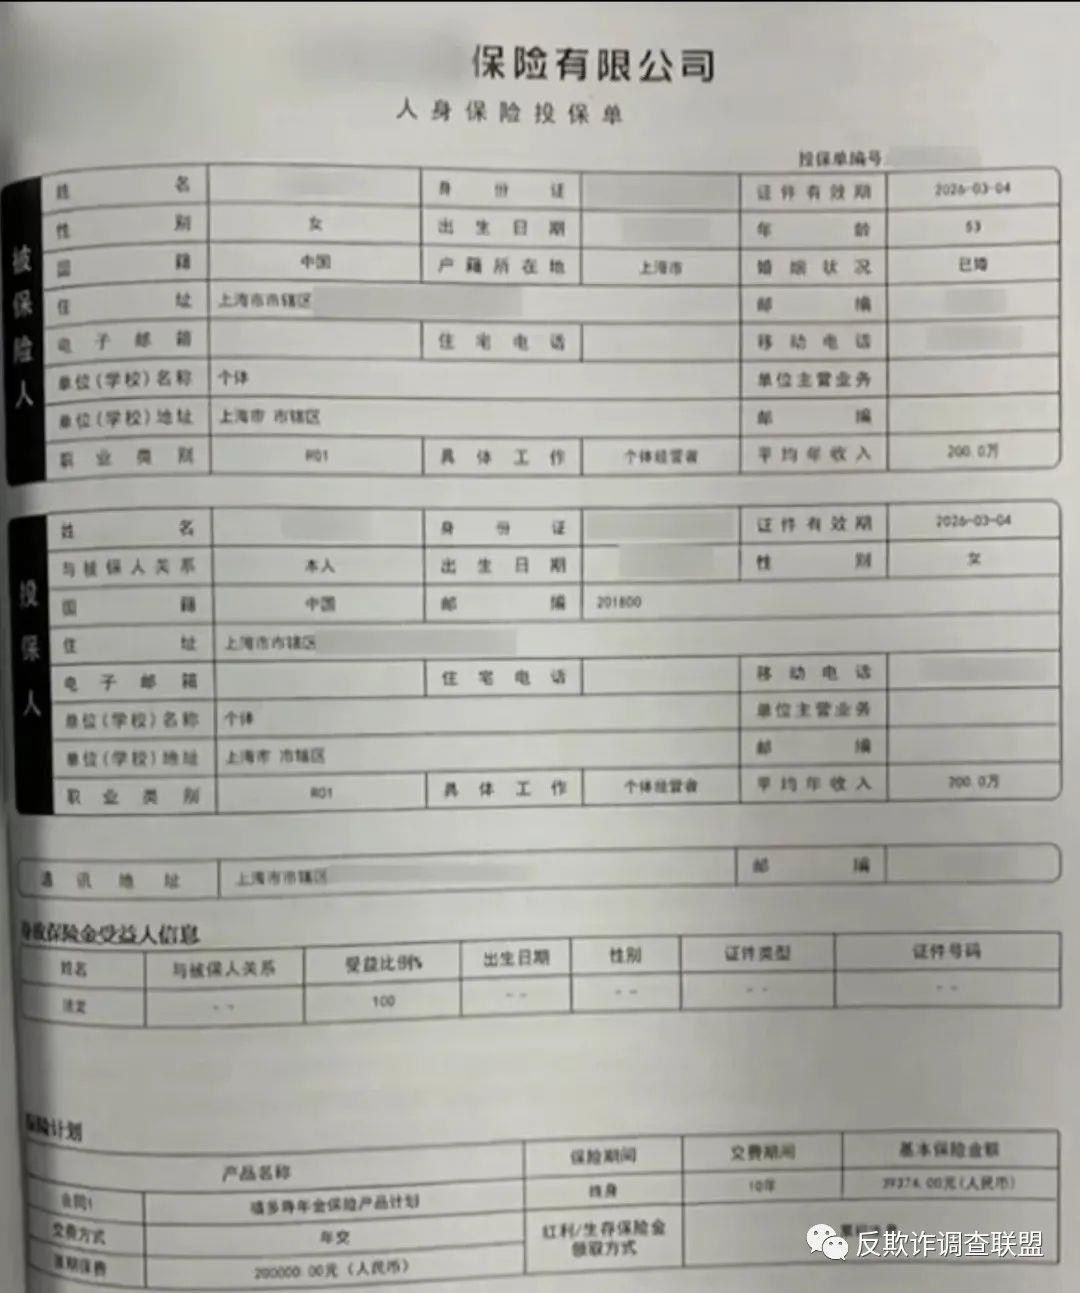 保险有限公司
人身保险投保单
投保单编号
被保险人
姓名 身份证 证件有效期 2026-03-04
性别 女 出生日期 年龄 53
国籍 中国 户籍所在地 上海市 婚姻状况 已婚
住址 上海市市辖区 邮编
电子邮箱 住宅电话 移动电话
单位(学校)名称 个体 单位主营业务
单位(学校)地址 上海市 市辖区 邮编
职业类别 R01 具体工作 个体经营者 平均年收入 200.0万
投保人
姓名 身份证 证件有效期 2026-03-04
与被保人关系 本人 出生日期 性别 女
国籍 中国 邮编 201800
住址 上海市市辖区
电子邮箱 住宅电话 移动电话
单位(学校)名称 个体 单位主营业务
单位(学校)地址 上海市 市辖区 邮编
职业类别 R01 具体工作 个体经营者 平均年收入 200.0万
通讯地址 上海市市辖区 邮编
身故保险金受益人信息
姓名 与被保人关系 受益比例% 出生日期 性别 证件类型 证件号码
法定 -- 100 -- -- -- --
保险计划
产品名称 保险期间 交费期间 基本保险金额
合同1 年金保险产品计划 终身 10年 39374.00元(人民币)
交费方式 年交 红利/生存保险金领取方式
首期保费 200000.00元(人民币)
反欺诈调查联盟